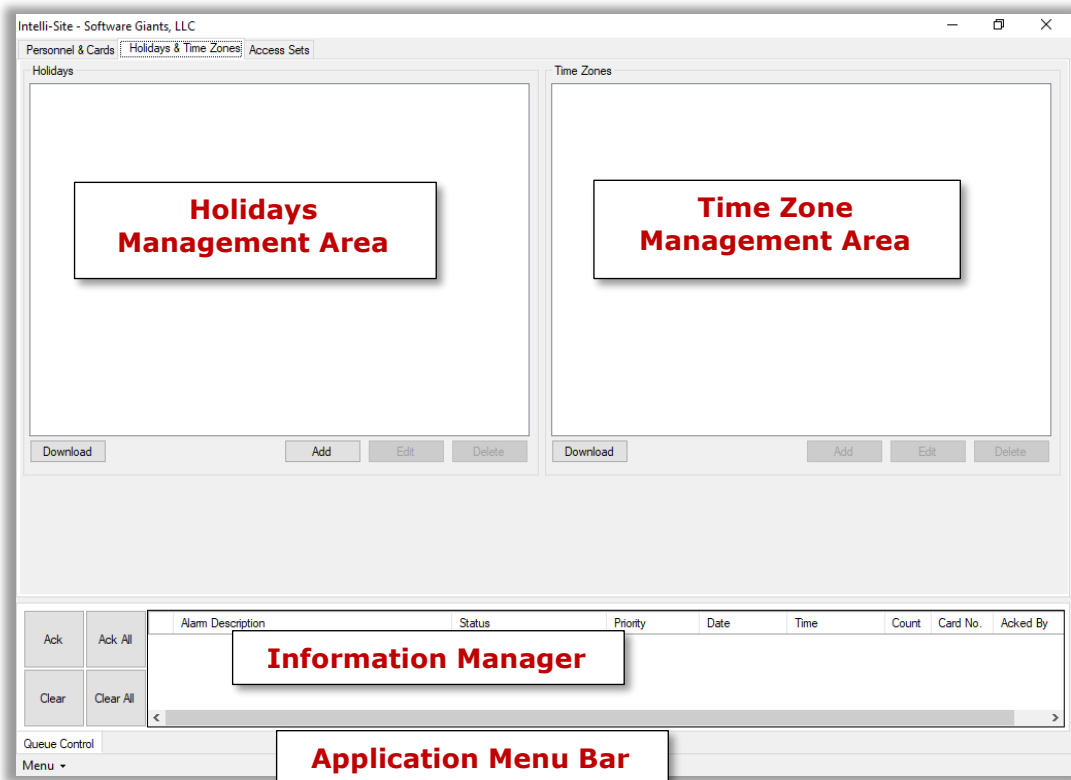 Intelli-Site - Software Giants, LLC
Personnel & Cards Holidays & Time Zones Access Sets
Holidays
Time Zones
Holidays
Management Area
Time Zone
Management Area
Download Add Edit Delete
Download Add Edit Delete
Ack Ack All
Clear Clear All
Alarm Description Status Priority Date Time Count Card No. Acked By
Information Manager
Queue Control
Menu
Application Menu Bar